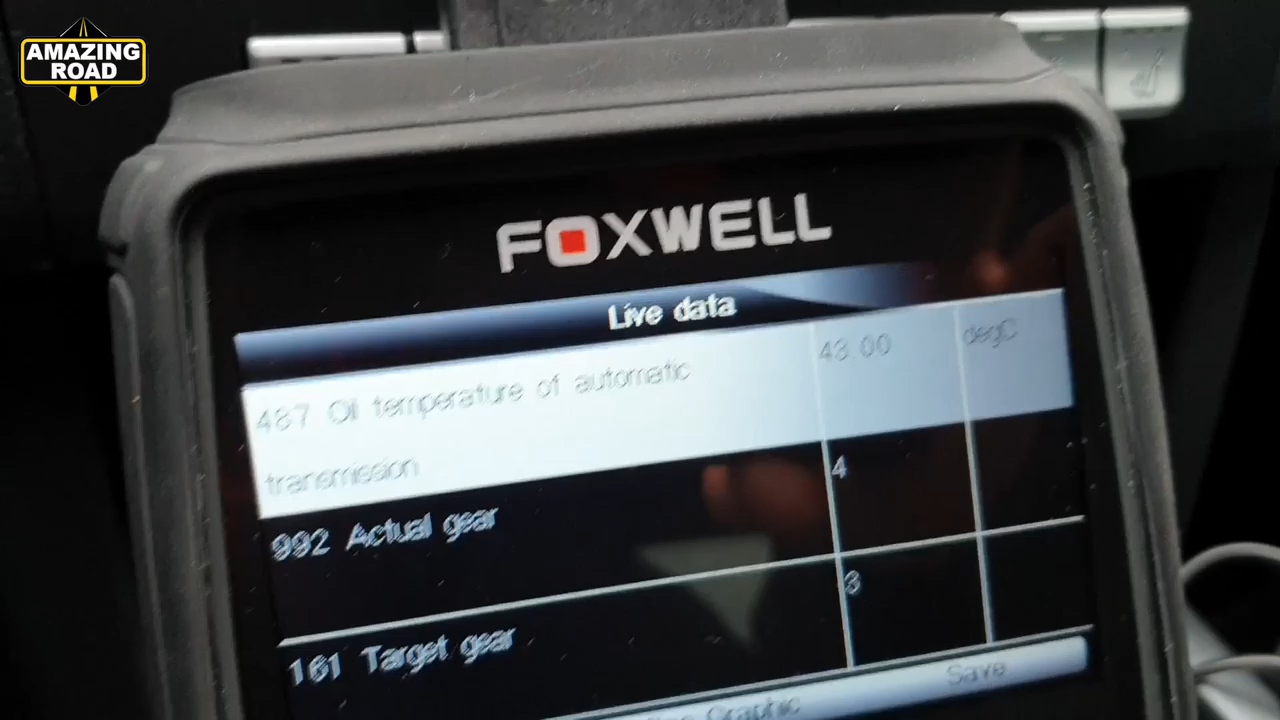 AMAZING
ROAD
FOXWELL
Live data
487 Oil temperature of automatic
transmission
43.00
degC
992 Actual gear
4
161 Target gear
3
Graphic
Save